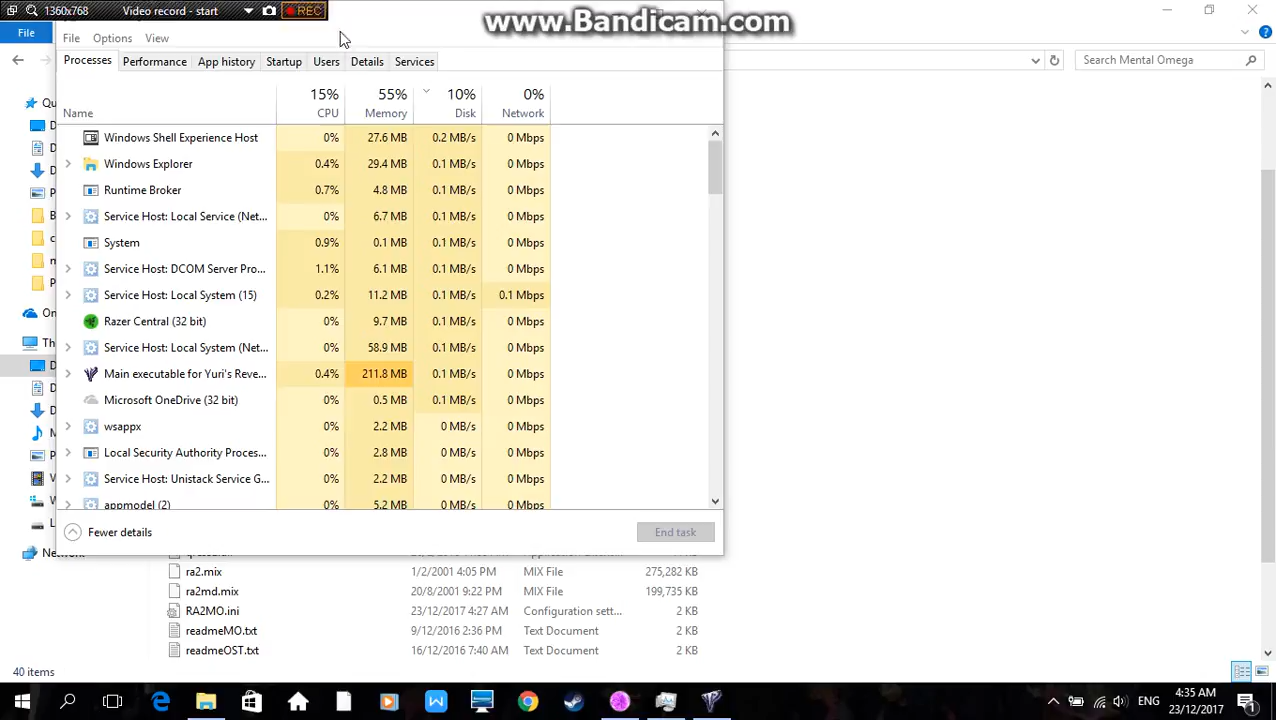 1360x768 Video record - start REC
www.Bandicam.com
File Options View
File
Processes Performance App history Startup Users Details Services
Search Mental Omega
15% 55% 10% 0%
Name CPU Memory Disk Network
Windows Shell Experience Host 0% 27.6 MB 0.2 MB/s 0 Mbps
Windows Explorer 0.4% 29.4 MB 0.1 MB/s 0 Mbps
Runtime Broker 0.7% 4.8 MB 0.1 MB/s 0 Mbps
Service Host: Local Service (Net... 0% 6.7 MB 0.1 MB/s 0 Mbps
System 0.9% 0.1 MB 0.1 MB/s 0 Mbps
Service Host: DCOM Server Pro... 1.1% 6.1 MB 0.1 MB/s 0 Mbps
Service Host: Local System (15) 0.2% 11.2 MB 0.1 MB/s 0.1 Mbps
Razer Central (32 bit) 0% 9.7 MB 0.1 MB/s 0 Mbps
Service Host: Local System (Net... 0% 58.9 MB 0.1 MB/s 0 Mbps
Main executable for Yuri's Reve... 0.4% 211.8 MB 0.1 MB/s 0 Mbps
Microsoft OneDrive (32 bit) 0% 0.5 MB 0.1 MB/s 0 Mbps
wsappx 0% 2.2 MB 0 MB/s 0 Mbps
Local Security Authority Proces... 0% 2.8 MB 0 MB/s 0 Mbps
Service Host: Unistack Service G... 0% 2.2 MB 0 MB/s 0 Mbps
appmodel (2) 0% 5.2 MB 0 MB/s 0 Mbps
Fewer details End task
ra2.mix 1/2/2001 4:05 PM MIX File 275,282 KB
ra2md.mix 20/8/2001 9:22 PM MIX File 199,735 KB
RA2MO.ini 23/12/2017 4:27 AM Configuration sett... 2 KB
readmeMO.txt 9/12/2016 2:36 PM Text Document 2 KB
readmeOST.txt 16/12/2016 7:40 AM Text Document 2 KB
40 items
ENG 4:35 AM
23/12/2017 1